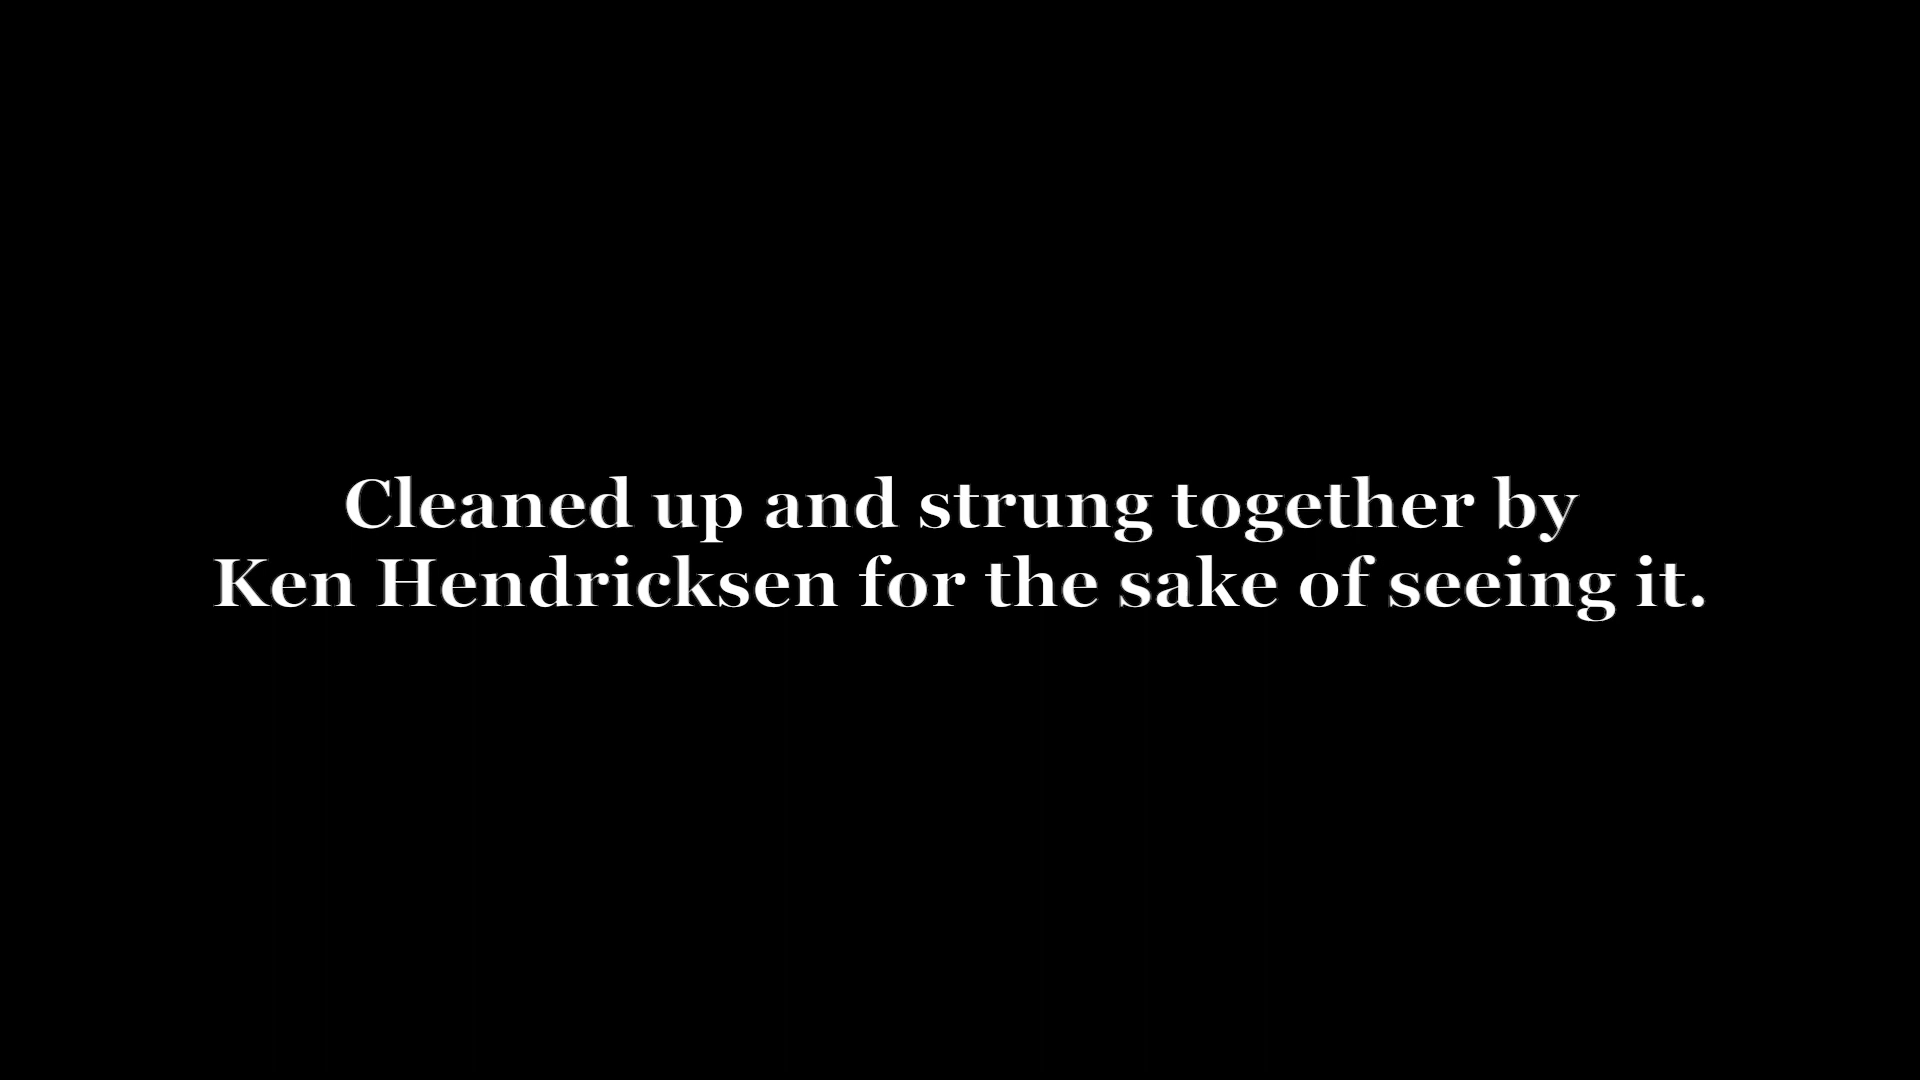 Cleaned up and strung together by
Ken Hendricksen for the sake of seeing it.